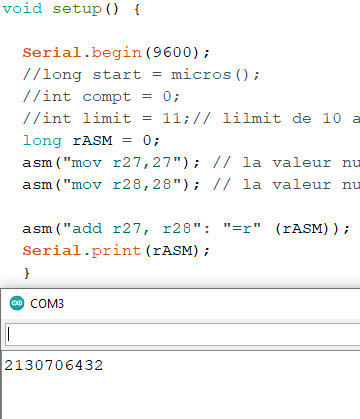 void setup() {
Serial.begin(9600);
//long start = micros();
//int compt = 0;
//int limit = 11;// lilmit de 10 a
long rASM = 0;
asm("mov r27,27"); // la valeur nu
asm("mov r28,28"); // la valeur nu
asm("add r27, r28": "=r" (rASM));
Serial.print(rASM);
}
COM3
2130706432